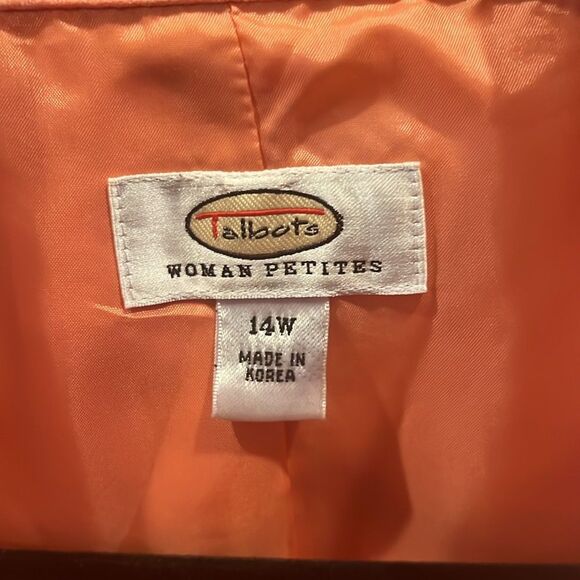 Talbots
WOMAN PETITES
14W
MADE IN
KOREA